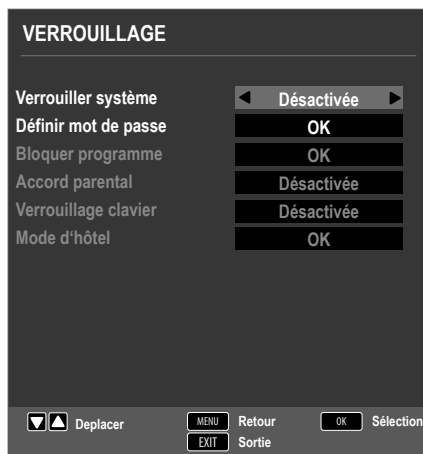 VERROUILLAGE
Verrouiller système Désactivée
Définir mot de passe OK
Bloquer programme OK
Accord parental Désactivée
Verrouillage clavier Désactivée
Mode d‘hôtel OK
Deplacer MENU Retour OK Sélection
EXIT Sortie